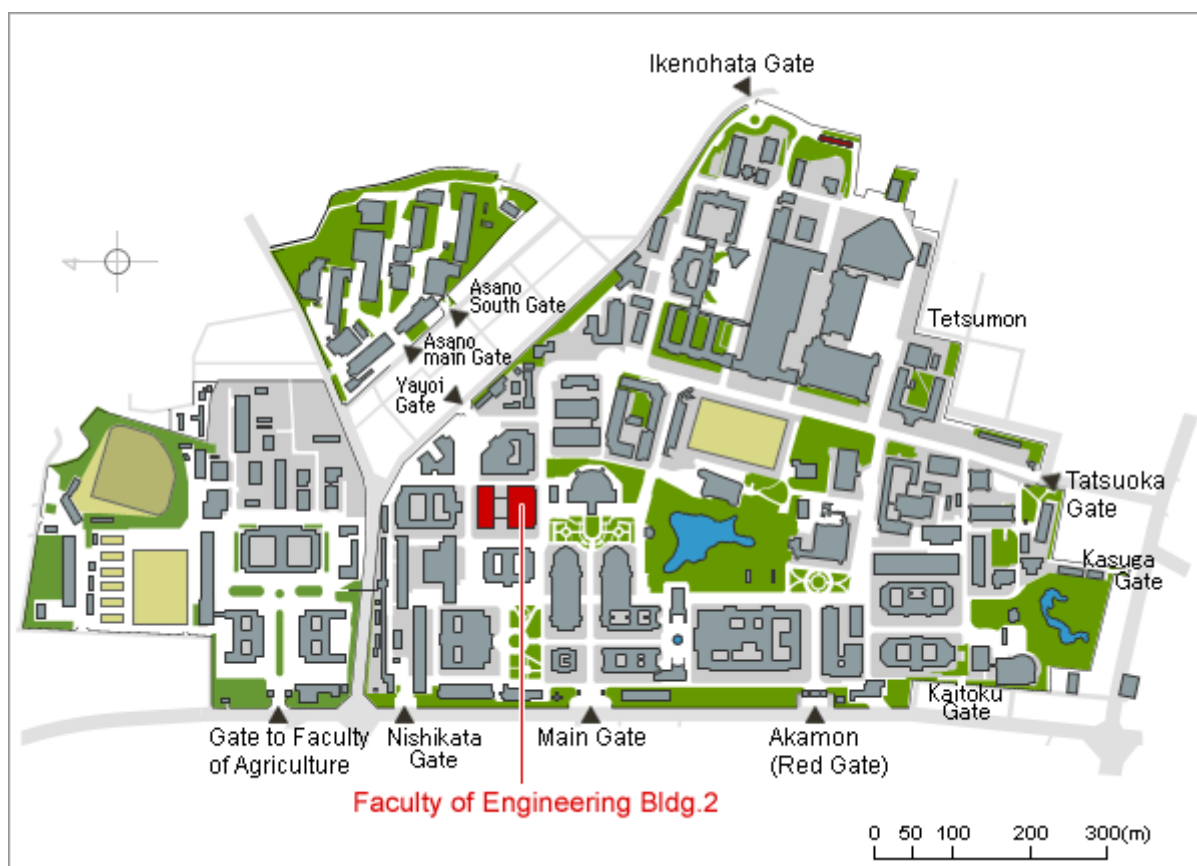 Ikenohata Gate
Asano
South Gate
Asano
main Gate
Tetsumon
Yayoi
Gate
Tatsuoka
Gate
Kasuga
Gate
Kaitoku
Gate
Gate to Faculty
of Agriculture
Nishikata
Gate
Main Gate
Akamon
(Red Gate)
Faculty of Engineering Bldg.2
0 50 100 200 300(m)